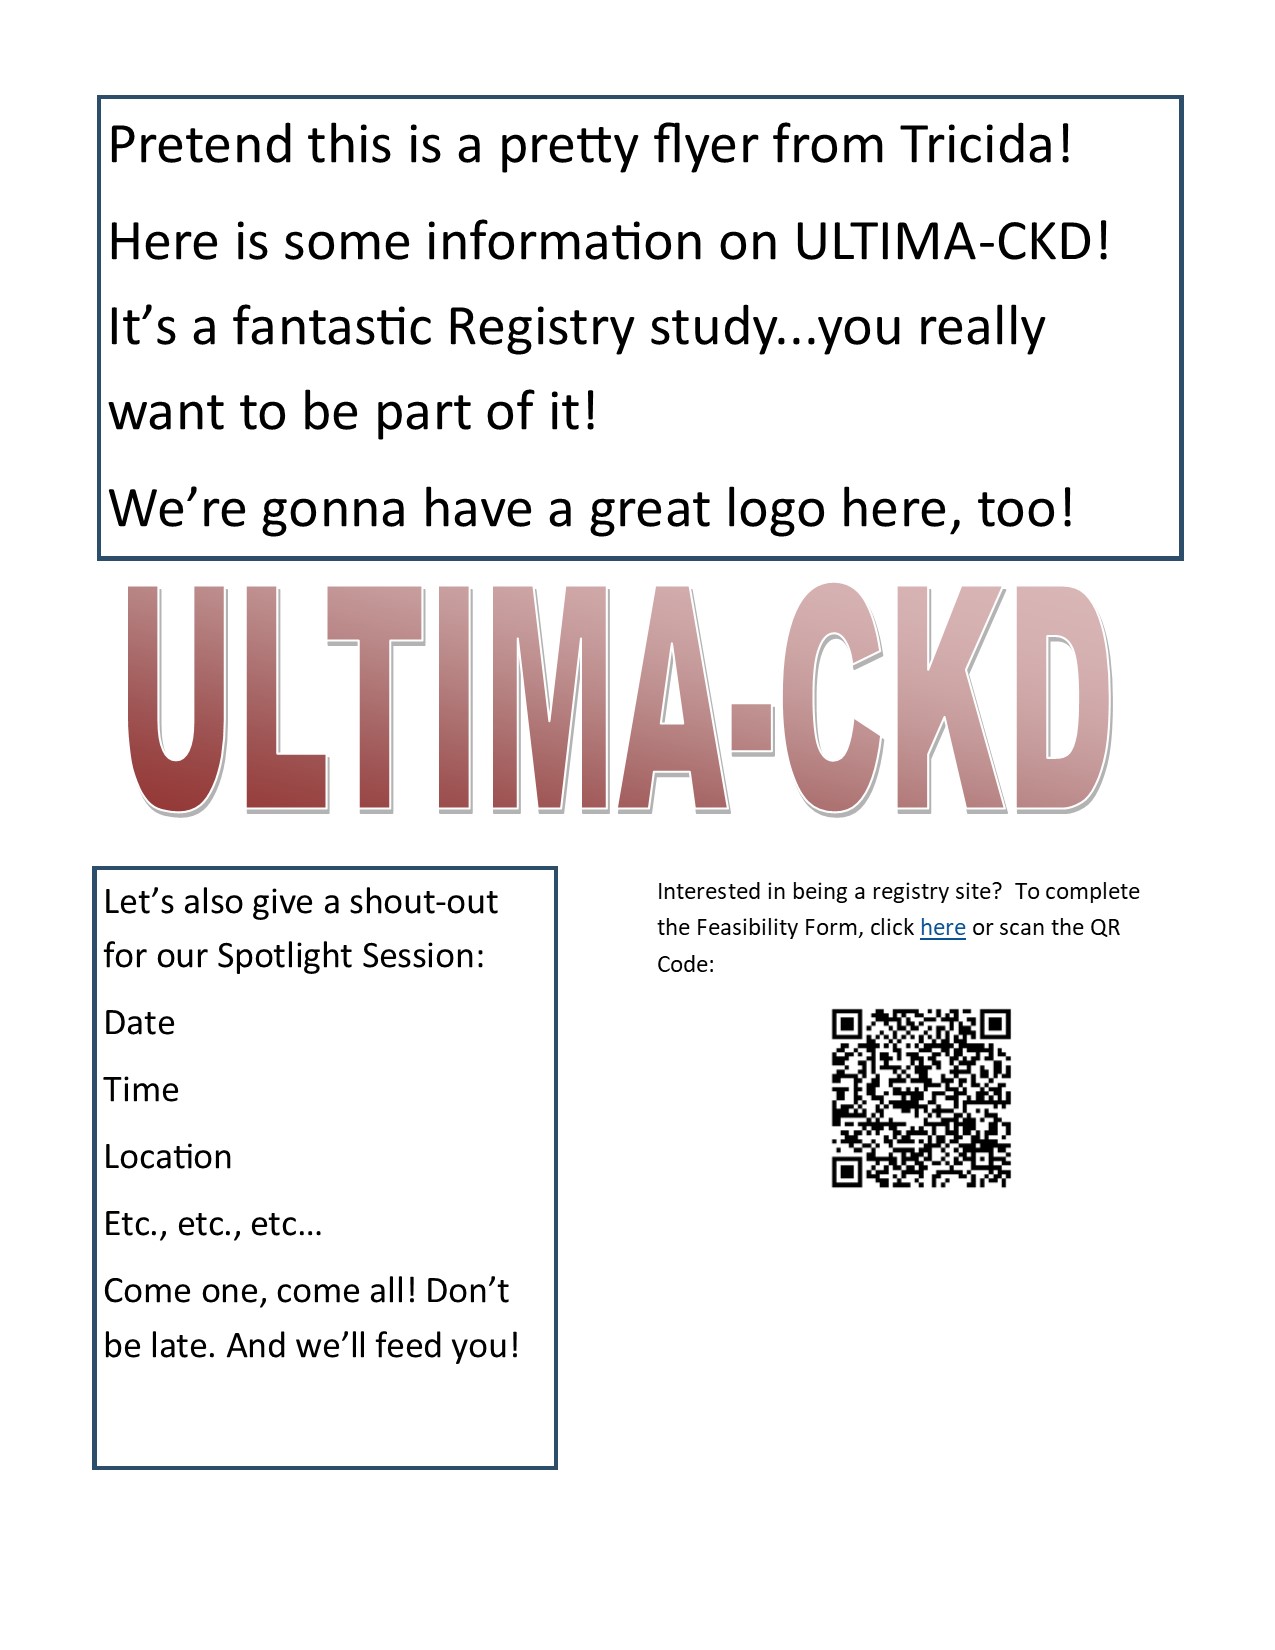 Pretend this is a pretty flyer from Tricida!
Here is some information on ULTIMA-CKD!
It’s a fantastic Registry study...you really
want to be part of it!
We’re gonna have a great logo here, too!
ULTIMA-CKD
Let’s also give a shout-out
for our Spotlight Session:
Date
Time
Location
Etc., etc., etc…
Come one, come all! Don’t
be late. And we’ll feed you!
Interested in being a registry site?  To complete
the Feasibility Form, click here or scan the QR
Code: